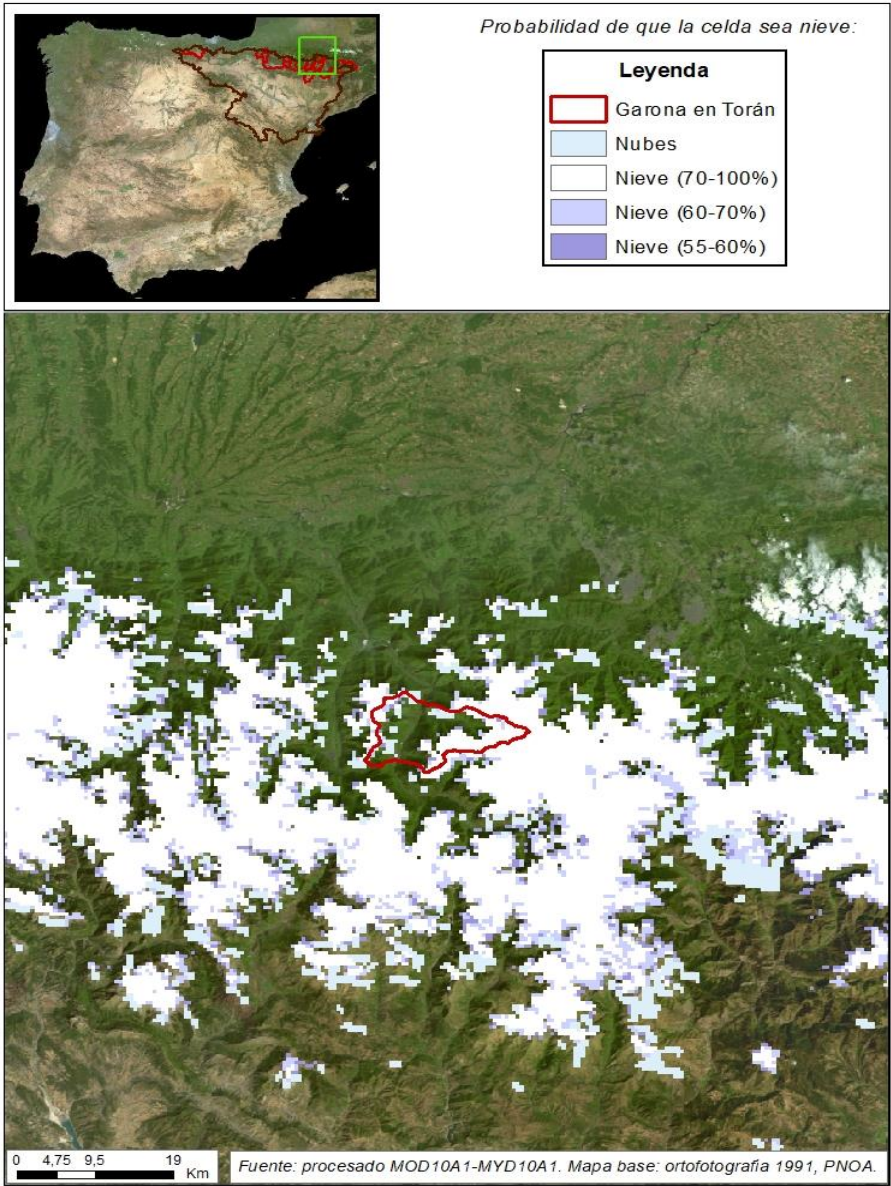 Probabilidad de que la celda sea nieve:
Leyenda
Garona en Torán
Nubes
Nieve (70-100%)
Nieve (60-70%)
Nieve (55-60%)
0 4,75 9,5 19
Km
Fuente: procesado MOD10A1-MYD10A1. Mapa base: ortofotografía 1991, PNOA.